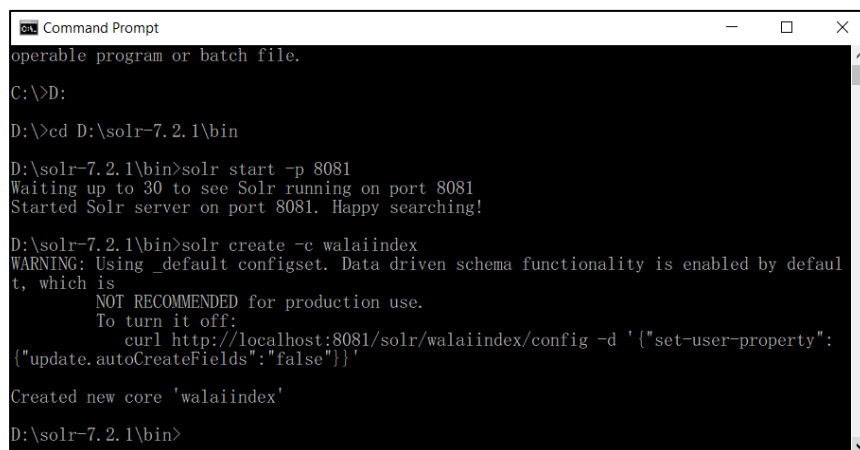 Command Prompt
operable program or batch file.
C:\>D:
D:\>cd D:\solr-7.2.1\bin
D:\solr-7.2.1\bin>solr start -p 8081
Waiting up to 30 to see Solr running on port 8081
Started Solr server on port 8081. Happy searching!
D:\solr-7.2.1\bin>solr create -c walaiindex
WARNING: Using _default configset. Data driven schema functionality is enabled by defaul
t, which is
NOT RECOMMENDED for production use.
To turn it off:
curl http://localhost:8081/solr/walaiindex/config -d '{"set-user-property":
{"update.autoCreateFields":"false"}}'
Created new core 'walaiindex'
D:\solr-7.2.1\bin>